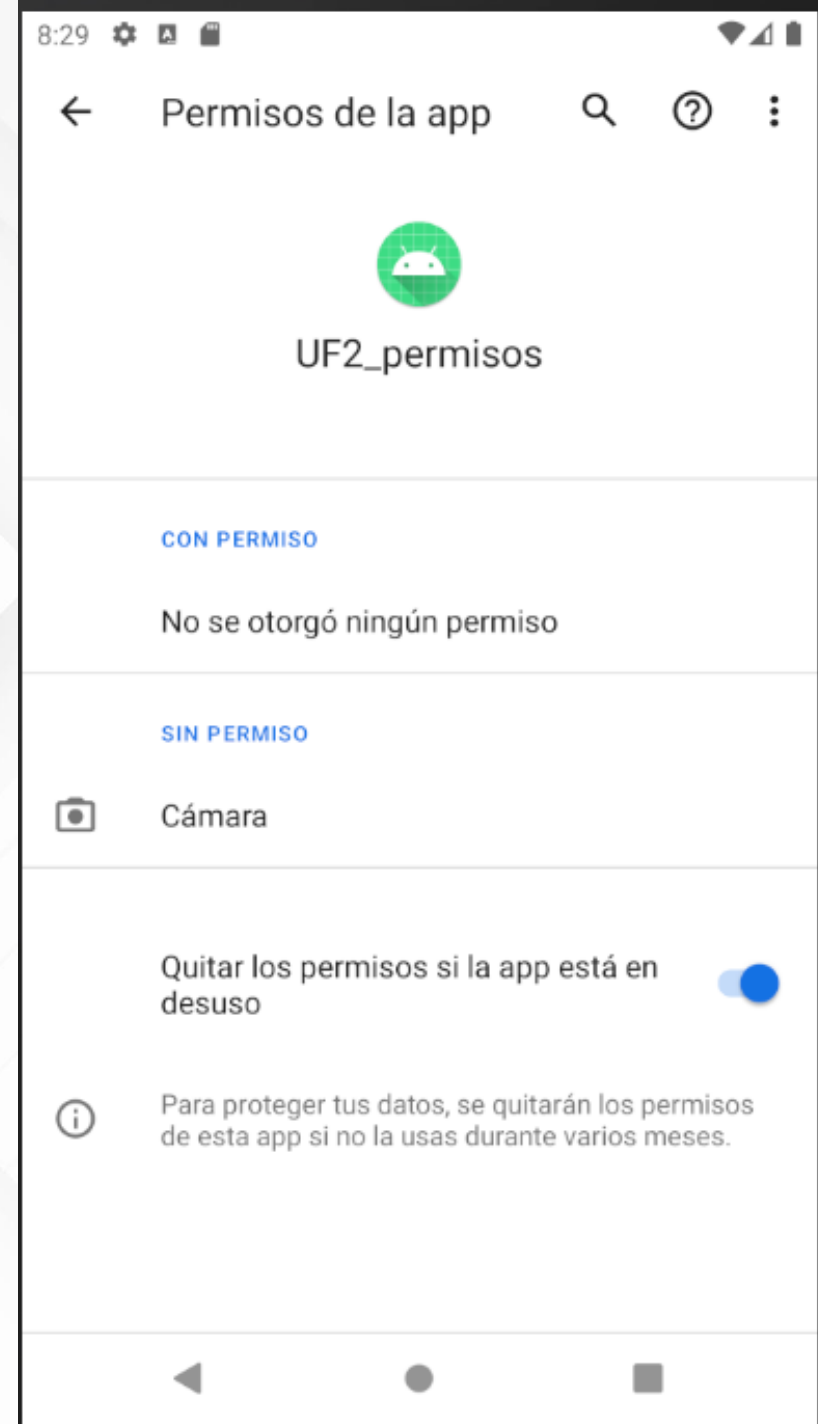 8:29
Permisos de la app
UF2_permisos
CON PERMISO
No se otorgó ningún permiso
SIN PERMISO
Cámara
Quitar los permisos si la app está en
desuso
Para proteger tus datos, se quitarán los permisos
de esta app si no la usas durante varios meses.